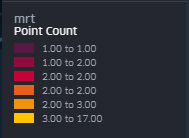 mrt
Point Count
1.00 to 1.00
1.00 to 2.00
2.00 to 2.00
2.00 to 2.00
2.00 to 3.00
3.00 to 17.00